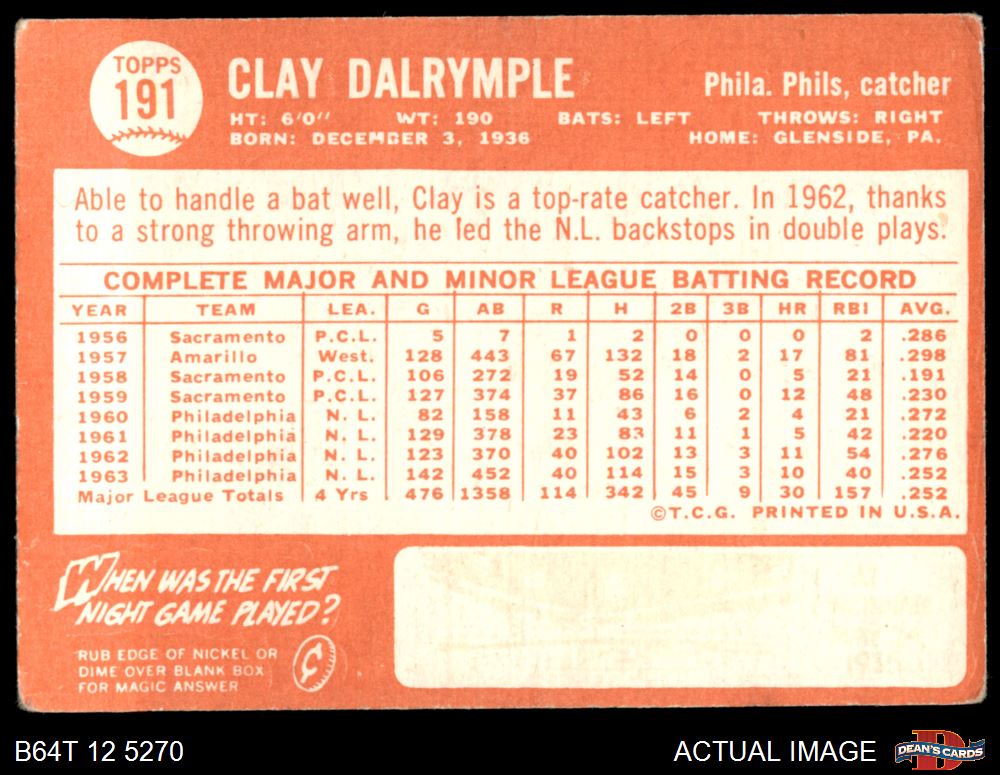 TOPPS
191
CLAY DALRYMPLE
Phila. Phils, catcher
HT: 6'0" WT: 190 BATS: LEFT THROWS: RIGHT
BORN: DECEMBER 3, 1936 HOME: GLENSIDE, PA.
Able to handle a bat well, Clay is a top-rate catcher. In 1962, thanks
to a strong throwing arm, he led the N.L. backstops in double plays.
COMPLETE MAJOR AND MINOR LEAGUE BATTING RECORD
YEAR TEAM LEA. G AB R H 2B 3B HR RBI AVG.
1956 Sacramento P.C.L. 5 7 1 2 0 0 0 2 .286
1957 Amarillo West. 128 443 67 132 18 2 17 81 .298
1958 Sacramento P.C.L. 106 272 19 52 14 0 5 21 .191
1959 Sacramento P.C.L. 127 374 37 86 16 0 12 48 .230
1960 Philadelphia N. L. 82 158 11 43 6 2 4 21 .272
1961 Philadelphia N. L. 129 378 23 83 11 1 5 42 .220
1962 Philadelphia N. L. 123 370 40 102 13 3 11 54 .276
1963 Philadelphia N. L. 142 452 40 114 15 3 10 40 .252
Major League Totals 4 Yrs 476 1358 114 342 45 9 30 157 .252
©T.C.G. PRINTED IN U.S.A.
WHEN WAS THE FIRST
NIGHT GAME PLAYED?
RUB EDGE OF NICKEL OR
DIME OVER BLANK BOX
FOR MAGIC ANSWER
¢
B64T 12 5270
ACTUAL IMAGE
DEAN'S CARDS